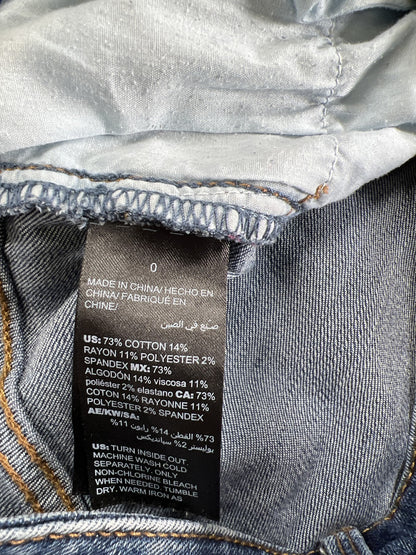 0
MADE IN CHINA/ HECHO EN
CHINA/ FABRIQUÉ EN
CHINE/
صنع في الصين
US: 73% COTTON 14%
RAYON 11% POLYESTER 2%
SPANDEX MX: 73%
ALGODÓN 14% viscosa 11%
poliéster 2% elastano CA: 73%
COTON 14% RAYONNE 11%
POLYESTER 2% SPANDEX
AE/KW/SA:
73% القطن 14% رايون 11%
بوليستر 2% سبانديكس
US: TURN INSIDE OUT
MACHINE WASH COLD
SEPARATELY. ONLY
NON-CHLORINE BLEACH
WHEN NEEDED. TUMBLE
DRY. WARM IRON AS